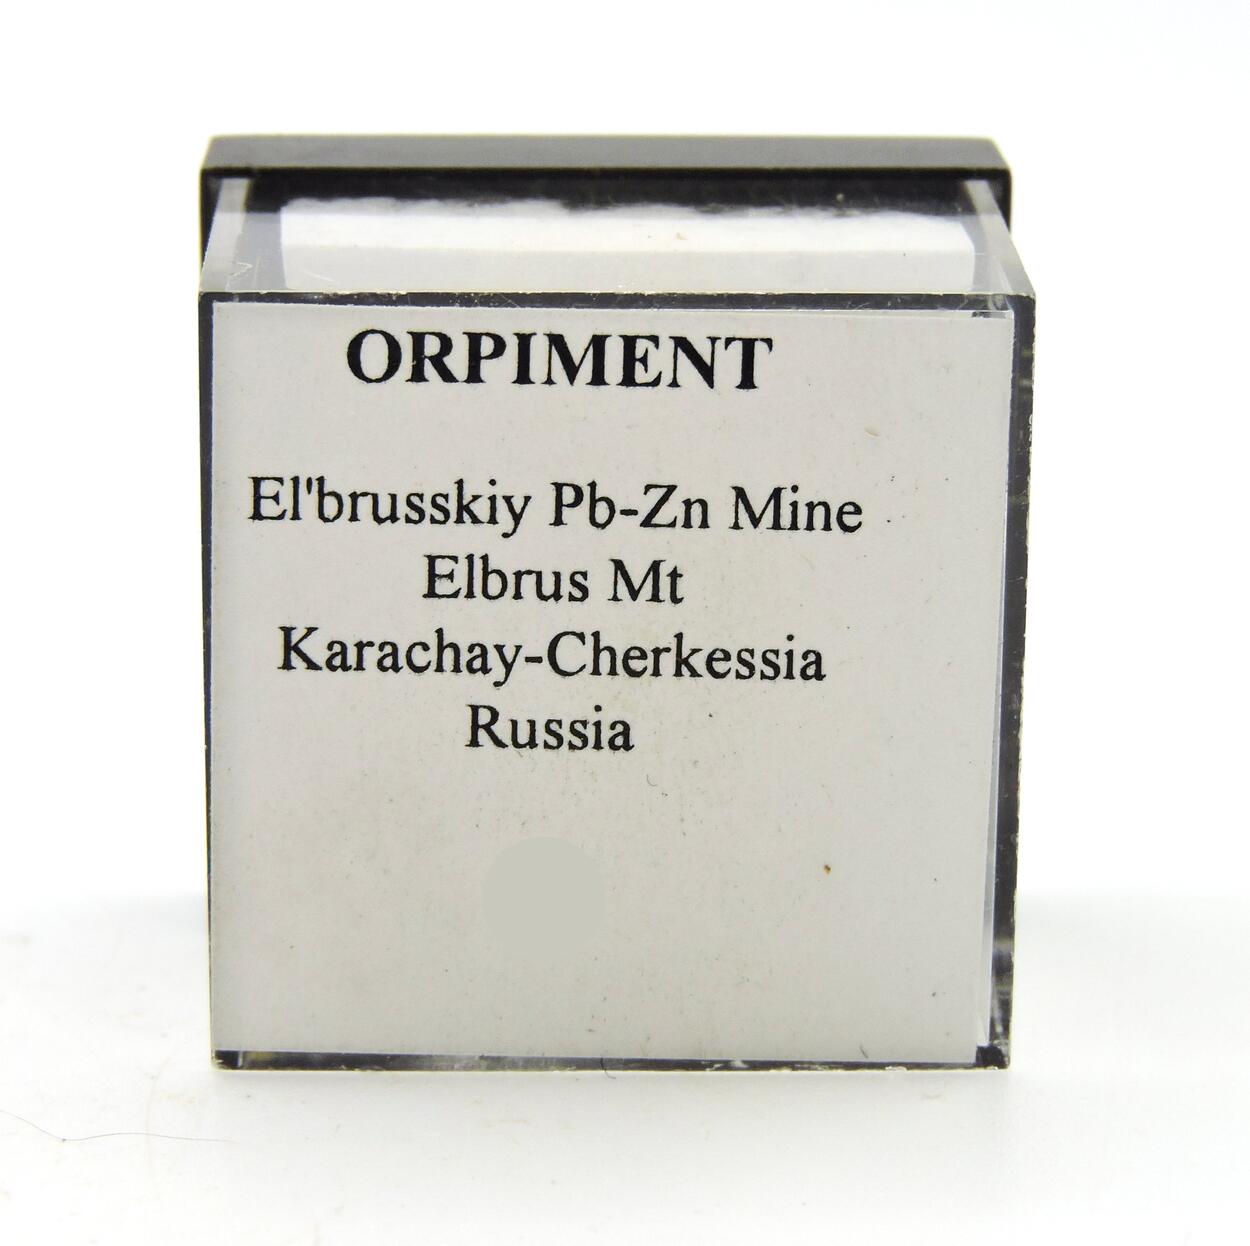 ORPIMENT
El'brusskiy Pb-Zn Mine
Elbrus Mt
Karachay-Cherkessia
Russia